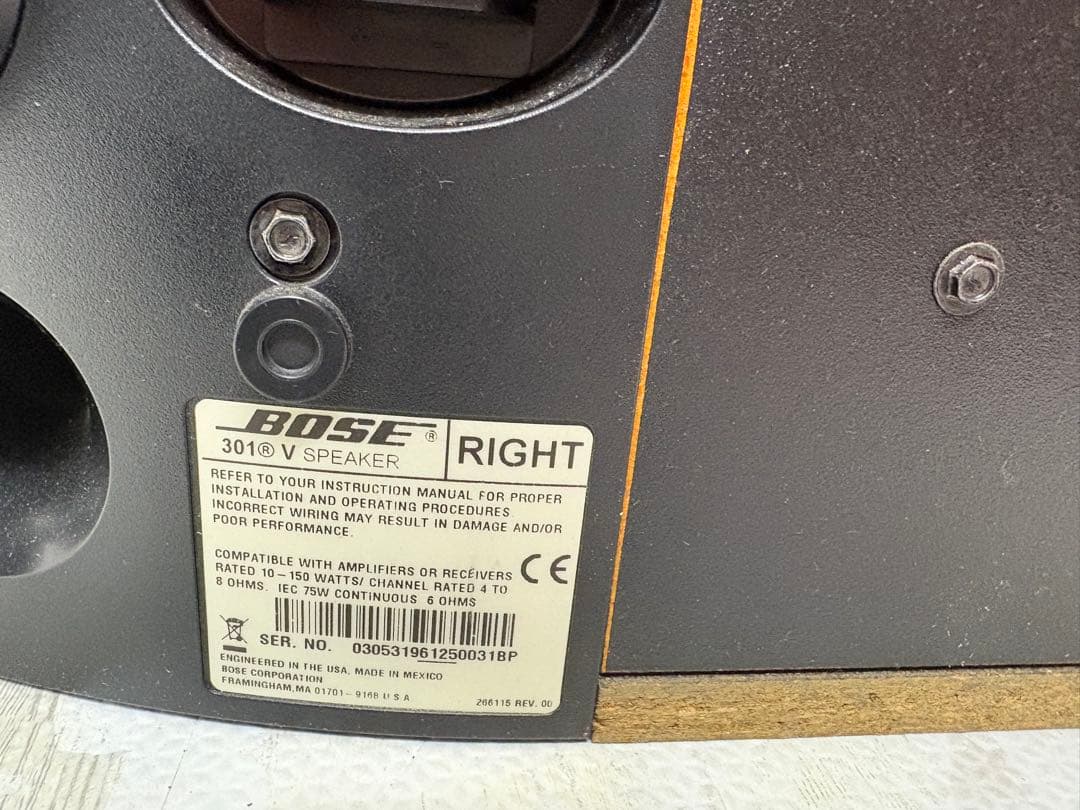 BOSE®
301® V SPEAKER
RIGHT
REFER TO YOUR INSTRUCTION MANUAL FOR PROPER
INSTALLATION AND OPERATING PROCEDURES.
INCORRECT WIRING MAY RESULT IN DAMAGE AND/OR
POOR PERFORMANCE.
COMPATIBLE WITH AMPLIFIERS OR RECEIVERS
RATED 10-150 WATTS/ CHANNEL RATED 4 TO
8 OHMS. IEC 75W CONTINUOUS 6 OHMS
CE
SER. NO. 030531961250031BP
ENGINEERED IN THE USA, MADE IN MEXICO
BOSE CORPORATION
FRAMINGHAM, MA 01701-9168 U S A
266115 REV. 00